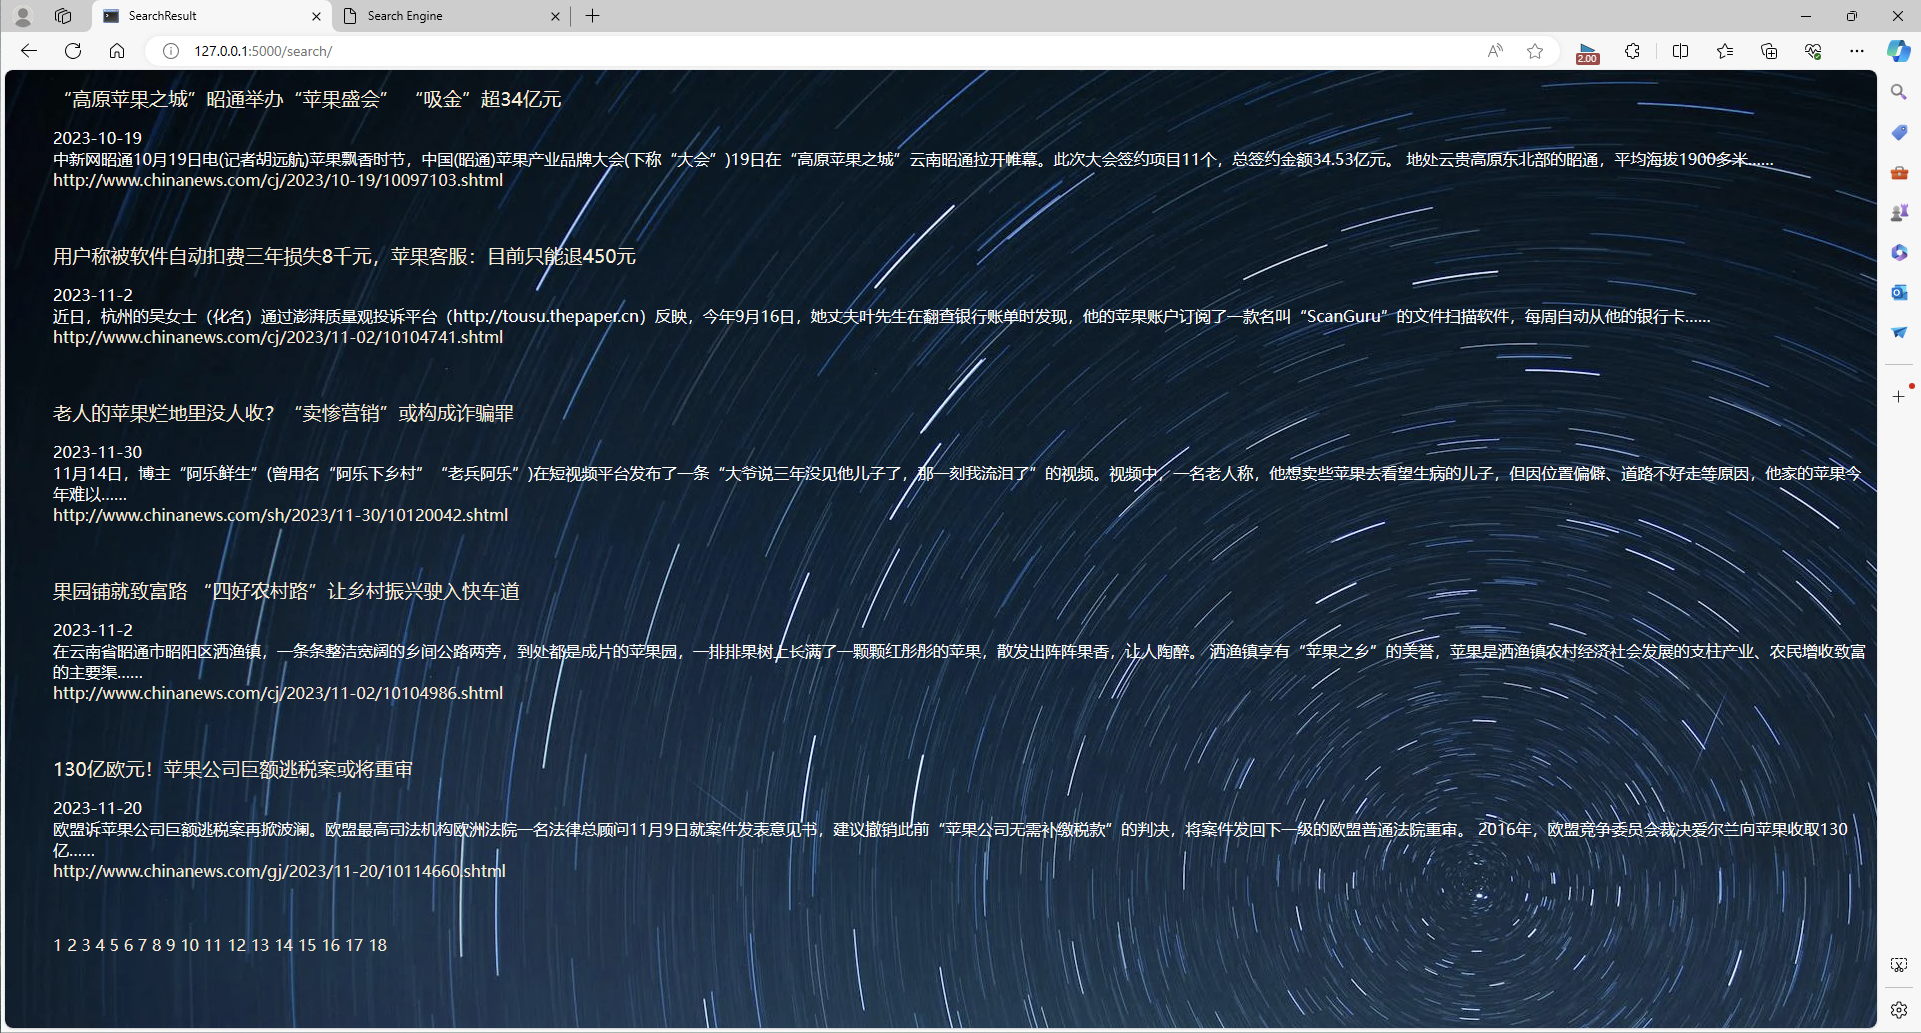 SearchResult
Search Engine
127.0.0.1:5000/search/
2.00
“高原苹果之城”昭通举办“苹果盛会” “吸金”超34亿元
2023-10-19
中新网昭通10月19日电(记者胡远航)苹果飘香时节，中国(昭通)苹果产业品牌大会(下称“大会”)19日在“高原苹果之城”云南昭通拉开帷幕。此次大会签约项目11个，总签约金额34.53亿元。 地处云贵高原东北部的昭通，平均海拔1900多米......
http://www.chinanews.com/cj/2023/10-19/10097103.shtml
用户称被软件自动扣费三年损失8千元，苹果客服：目前只能退450元
2023-11-2
近日，杭州的吴女士（化名）通过澎湃质量观投诉平台（http://tousu.thepaper.cn）反映，今年9月16日，她丈夫叶先生在翻查银行账单时发现，他的苹果账户订阅了一款名叫“ScanGuru”的文件扫描软件，每周自动从他的银行卡......
http://www.chinanews.com/cj/2023/11-02/10104741.shtml
老人的苹果烂地里没人收？ “卖惨营销”或构成诈骗罪
2023-11-30
11月14日，博主“阿乐鲜生”(曾用名“阿乐下乡村” “老兵阿乐”)在短视频平台发布了一条“大爷说三年没见他儿子了，那一刻我流泪了”的视频。视频中，一名老人称，他想卖些苹果去看望生病的儿子，但因位置偏僻、道路不好走等原因，他家的苹果今
年难以......
http://www.chinanews.com/sh/2023/11-30/10120042.shtml
果园铺就致富路 “四好农村路”让乡村振兴驶入快车道
2023-11-2
在云南省昭通市昭阳区洒渔镇，一条条整洁宽阔的乡间公路两旁，到处都是成片的苹果园，一排排果树上长满了一颗颗红彤彤的苹果，散发出阵阵果香，让人陶醉。 洒渔镇享有“苹果之乡”的美誉，苹果是洒渔镇农村经济社会发展的支柱产业、农民增收致富
的主要渠......
http://www.chinanews.com/cj/2023/11-02/10104986.shtml
130亿欧元！苹果公司巨额逃税案或将重审
2023-11-20
欧盟诉苹果公司巨额逃税案再掀波澜。欧盟最高司法机构欧洲法院一名法律总顾问11月9日就案件发表意见书，建议撤销此前“苹果公司无需补缴税款”的判决，将案件发回下一级的欧盟普通法院重审。 2016年，欧盟竞争委员会裁决爱尔兰向苹果收取130
亿......
http://www.chinanews.com/gj/2023/11-20/10114660.shtml
1 2 3 4 5 6 7 8 9 10 11 12 13 14 15 16 17 18